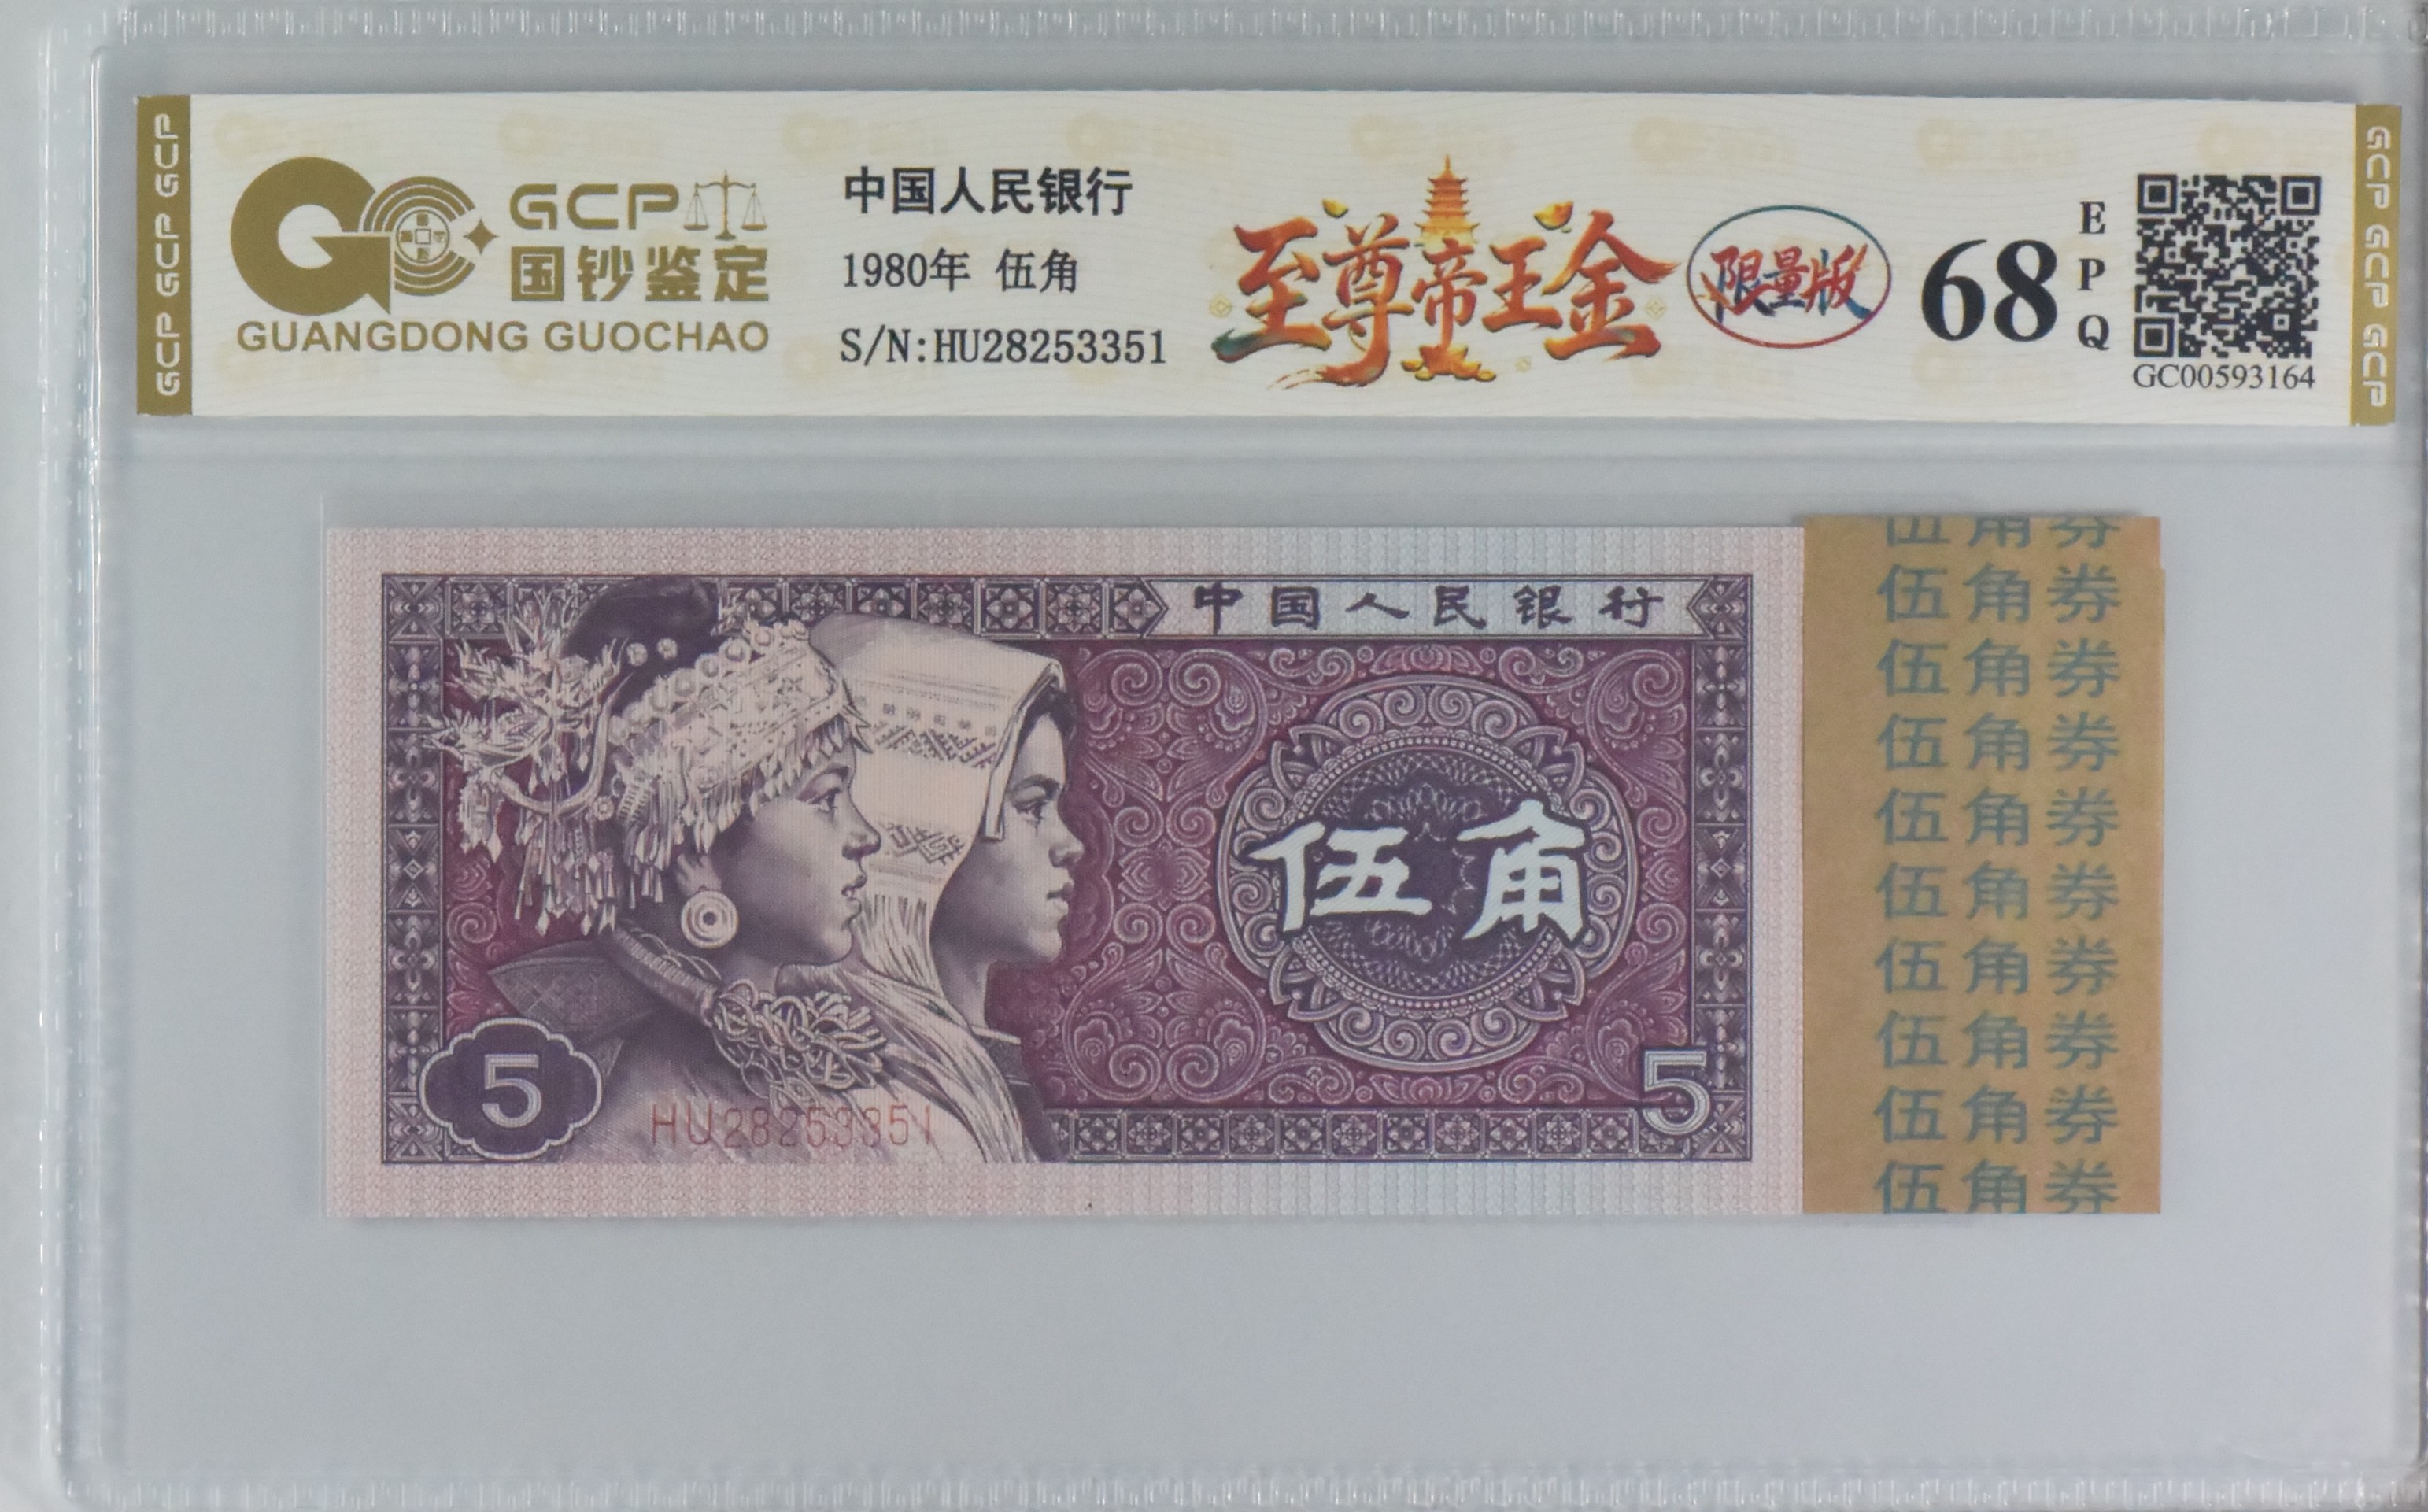 GCP GCP GCP
GCP
国钞鉴定
GUANGDONG GUOCHAO
中国人民银行
1980年 伍角
S/N:HU28253351
至尊帝王金
限量版
68
E
P
Q
GC00593164
GCP GCP GCP
中国人民银行
伍角
5
HU28253351
5
伍角券
伍角券
伍角券
伍角券
伍角券
伍角券
伍角券
伍角券
伍角券
伍角券